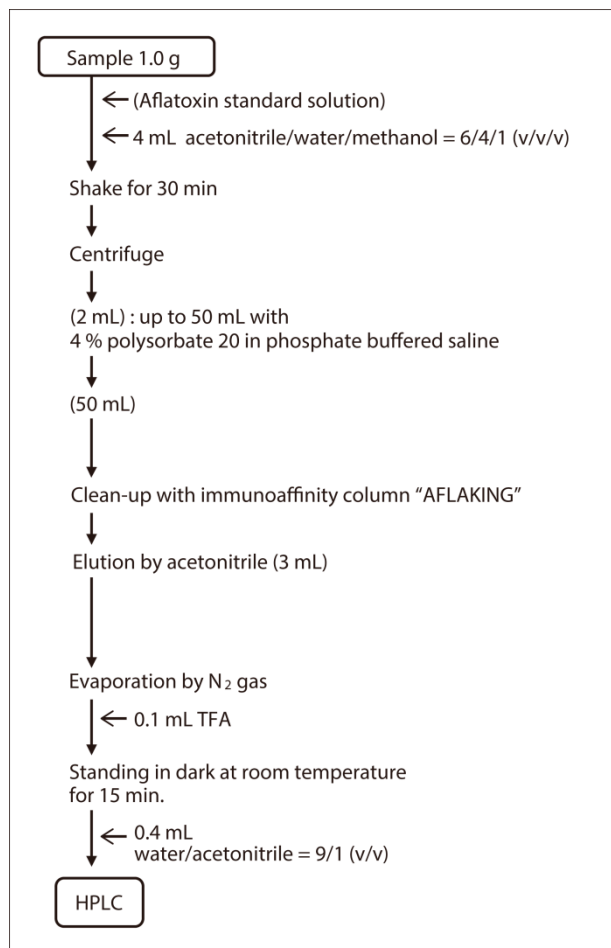 Sample 1.0 g
(Aflatoxin standard solution)
4 mL acetonitrile/water/methanol = 6/4/1 (v/v/v)
Shake for 30 min
Centrifuge
(2 mL) : up to 50 mL with
4 % polysorbate 20 in phosphate buffered saline
(50 mL)
Clean-up with immunoaffinity column “AFLAKING”
Elution by acetonitrile (3 mL)
Evaporation by N₂ gas
0.1 mL TFA
Standing in dark at room temperature
for 15 min.
0.4 mL
water/acetonitrile = 9/1 (v/v)
HPLC